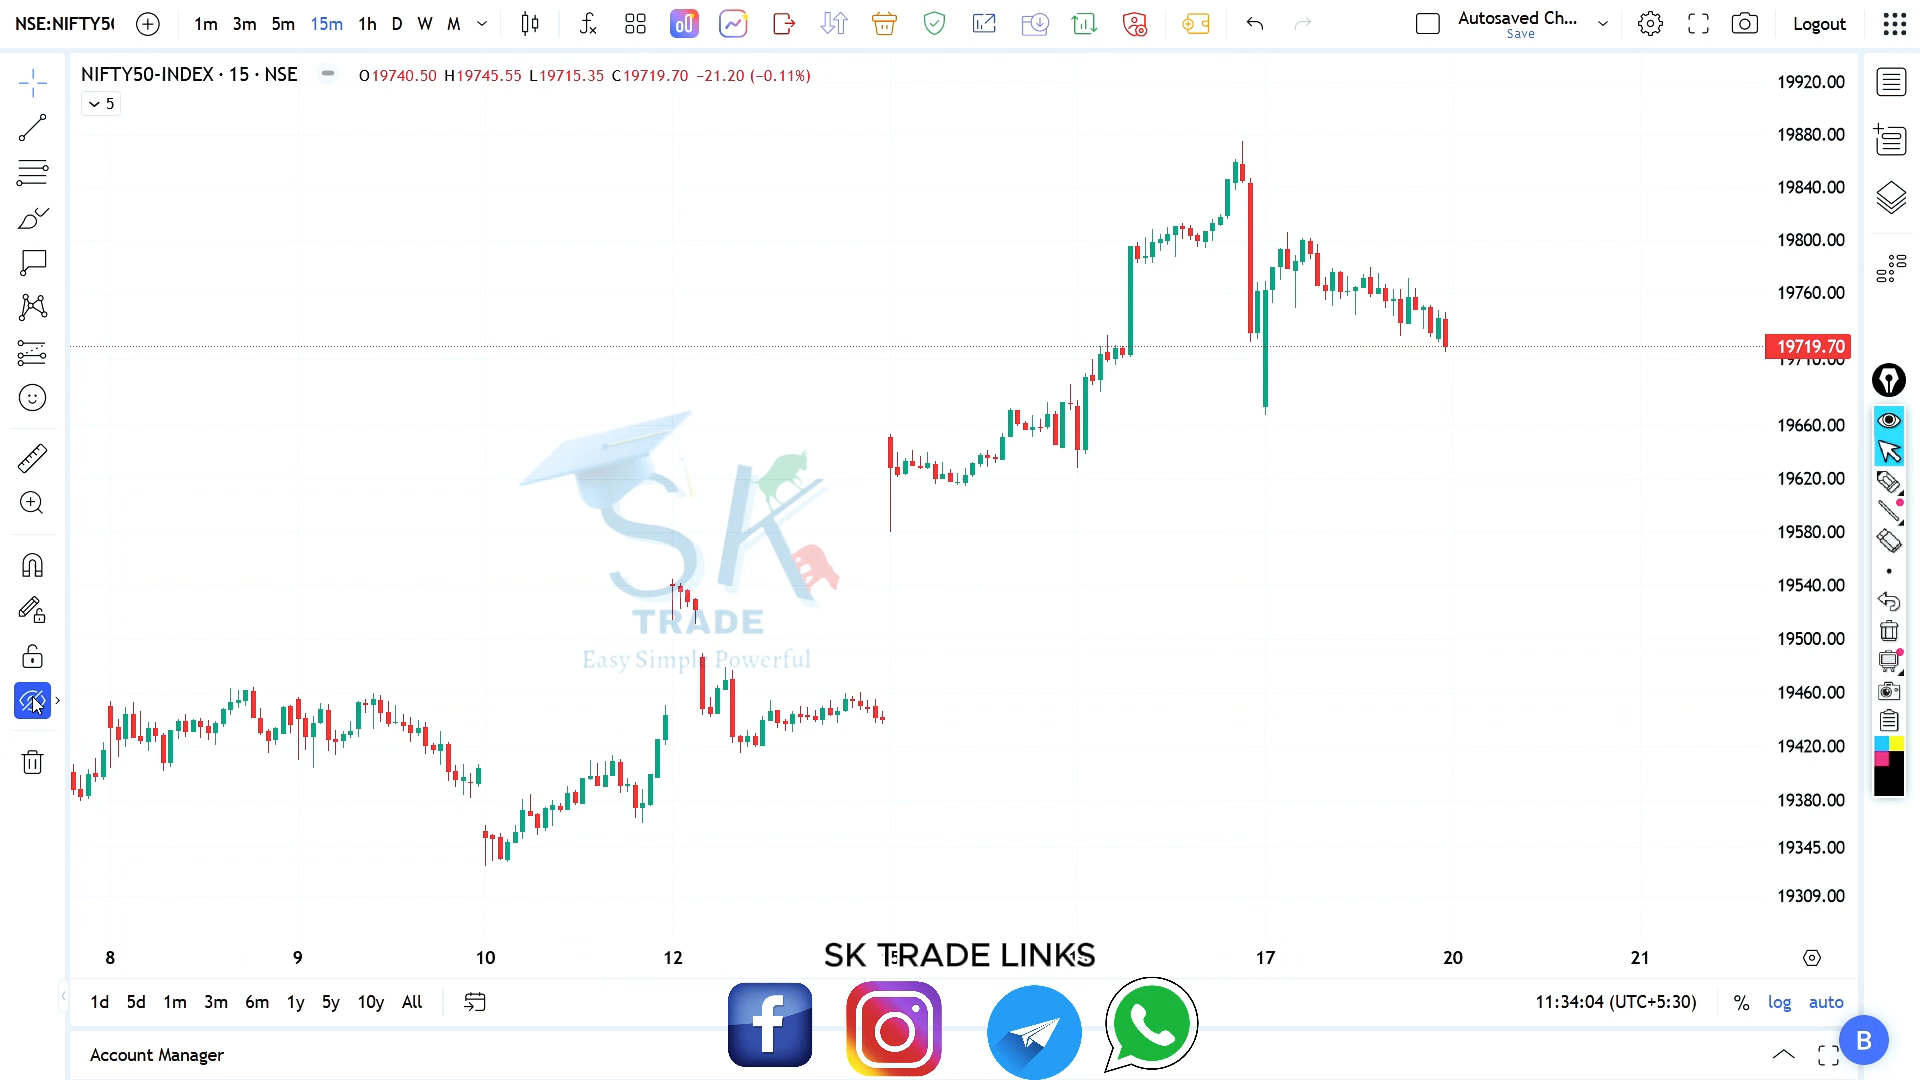 NSE:NIFTY50
1m 3m 5m 15m 1h D W M
Autosaved Ch...
Save
Logout
NIFTY50-INDEX · 15 · NSE
O19740.50 H19745.55 L19715.35 C19719.70 −21.20 (−0.11%)
5
19920.00
19880.00
19840.00
19800.00
19760.00
19719.70
19710.00
19660.00
19620.00
19580.00
19540.00
19500.00
19460.00
19420.00
19380.00
19345.00
19309.00
SK
TRADE
Easy Simple Powerful
8 9 10 12 17 20 21
SK TRADE LINKS
1d 5d 1m 3m 6m 1y 5y 10y All
11:34:04 (UTC+5:30) % log auto
B
Account Manager